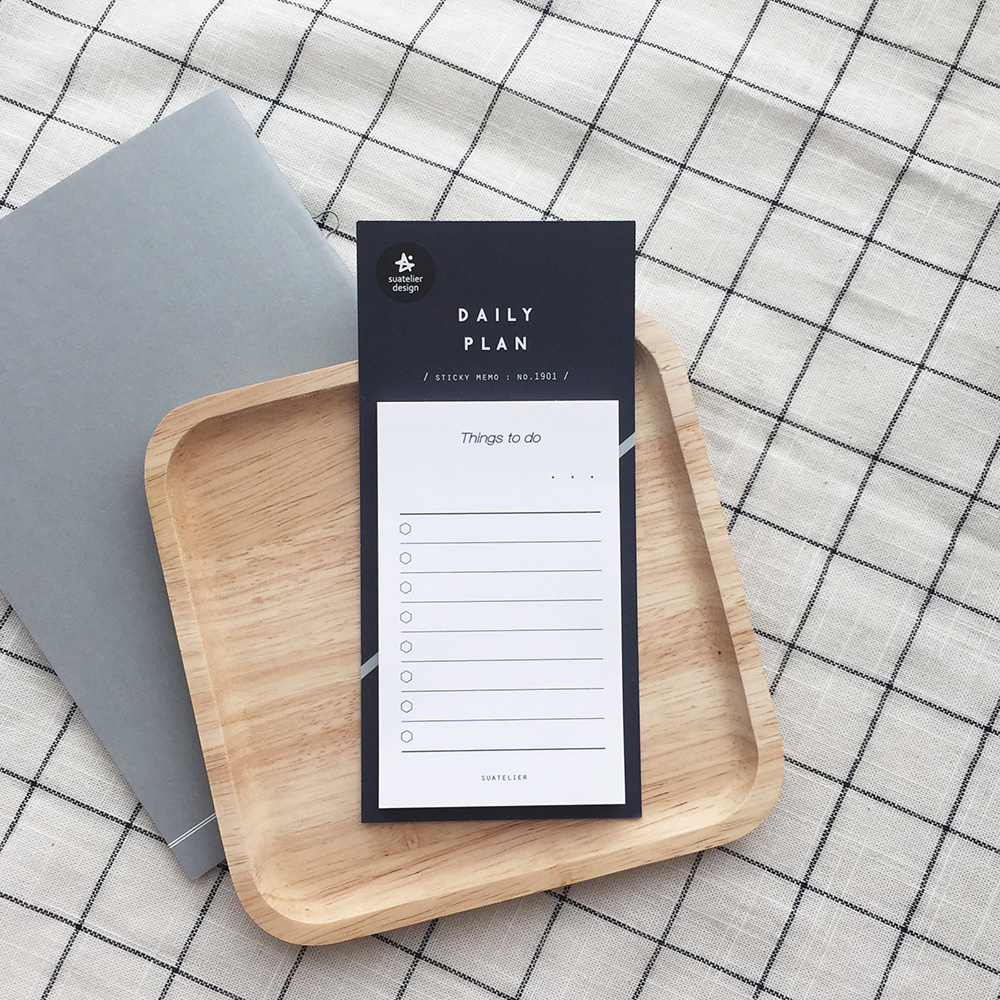 suatelier
design
DAILY
PLAN
/ STICKY MEMO : NO.1901 /
Things to do
. . .
SUATELIER